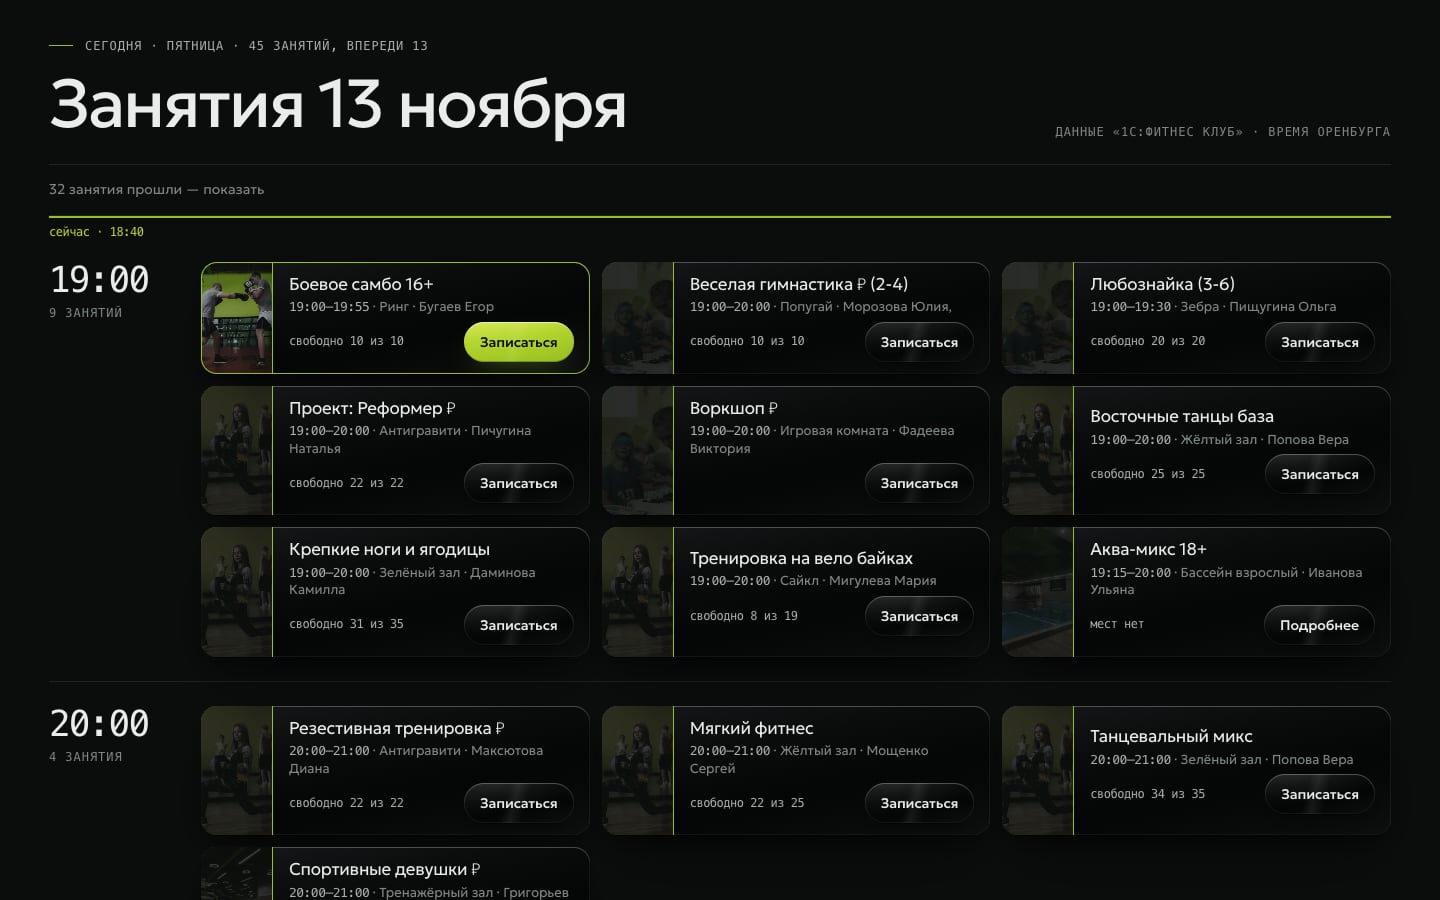 СЕГОДНЯ · ПЯТНИЦА · 45 ЗАНЯТИЙ, ВПЕРЕДИ 13
Занятия 13 ноября
ДАННЫЕ «1С:ФИТНЕС КЛУБ» · ВРЕМЯ ОРЕНБУРГА
32 занятия прошли — показать
сейчас · 18:40
19:00
9 ЗАНЯТИЙ
Боевое самбо 16+
19:00–19:55 · Ринг · Бугаев Егор
свободно 10 из 10
Записаться
Веселая гимнастика ₽ (2-4)
19:00–20:00 · Попугай · Морозова Юлия,
свободно 10 из 10
Записаться
Любознайка (3-6)
19:00–19:30 · Зебра · Пищугина Ольга
свободно 20 из 20
Записаться
Проект: Реформер ₽
19:00–20:00 · Антигравити · Пичугина
Наталья
свободно 22 из 22
Записаться
Воркшоп ₽
19:00–20:00 · Игровая комната · Фадеева
Виктория
Записаться
Восточные танцы база
19:00–20:00 · Жёлтый зал · Попова Вера
свободно 25 из 25
Записаться
Крепкие ноги и ягодицы
19:00–20:00 · Зелёный зал · Даминова
Камилла
свободно 31 из 35
Записаться
Тренировка на вело байках
19:00–20:00 · Сайкл · Мигулева Мария
свободно 8 из 19
Записаться
Аква-микс 18+
19:15–20:00 · Бассейн взрослый · Иванова
Ульяна
мест нет
Подробнее
20:00
4 ЗАНЯТИЯ
Резестивная тренировка ₽
20:00–21:00 · Антигравити · Максютова
Диана
свободно 22 из 22
Записаться
Мягкий фитнес
20:00–21:00 · Жёлтый зал · Мощенко
Сергей
свободно 22 из 25
Записаться
Танцевальный микс
20:00–21:00 · Зелёный зал · Попова Вера
свободно 34 из 35
Записаться
Спортивные девушки ₽
20:00–21:00 · Тренажёрный зал · Григорьев